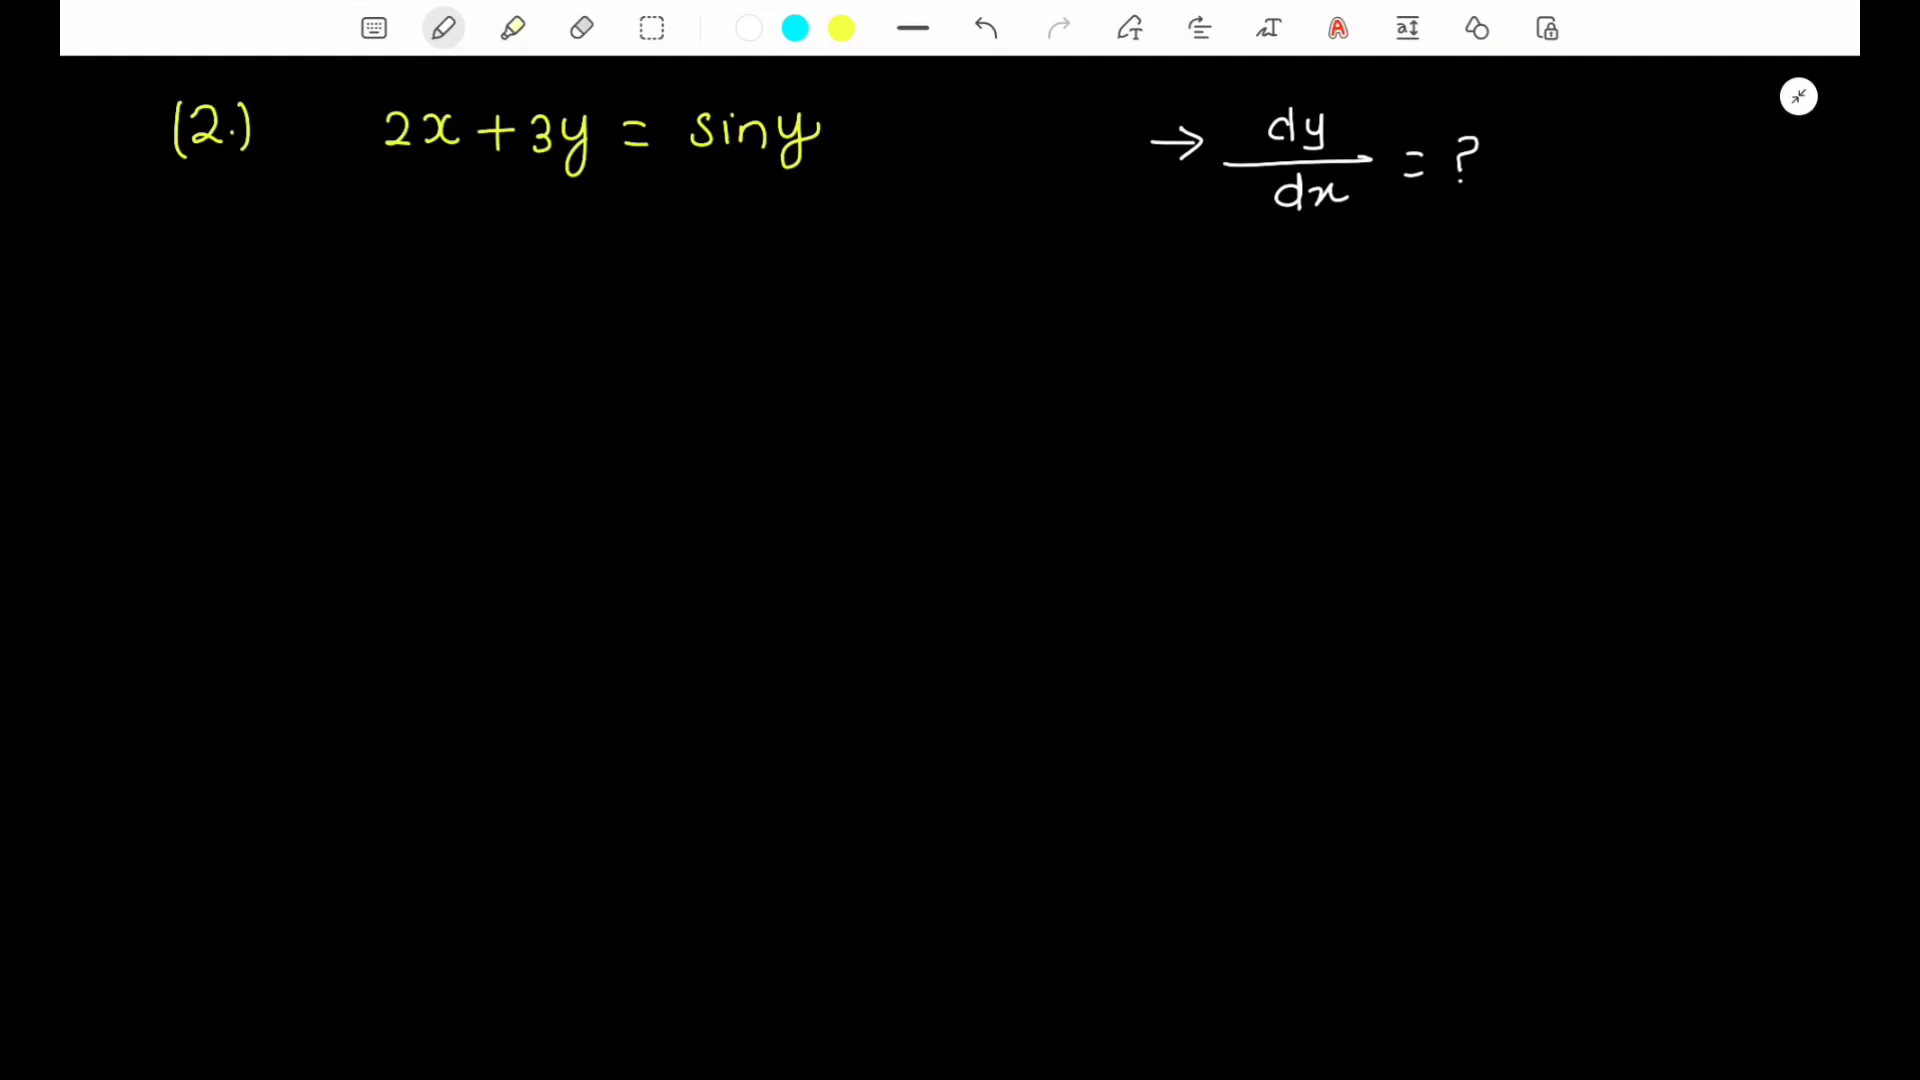 (2.) 2x + 3y = siny → dy/dx = ?